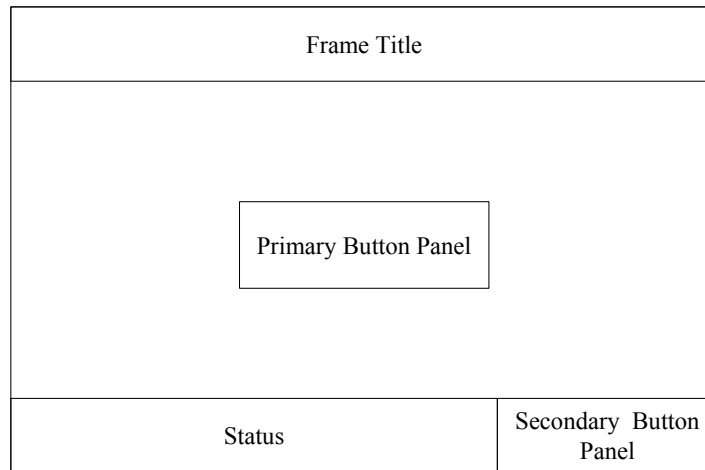 Frame Title
Primary Button Panel
Status
Secondary Button
Panel